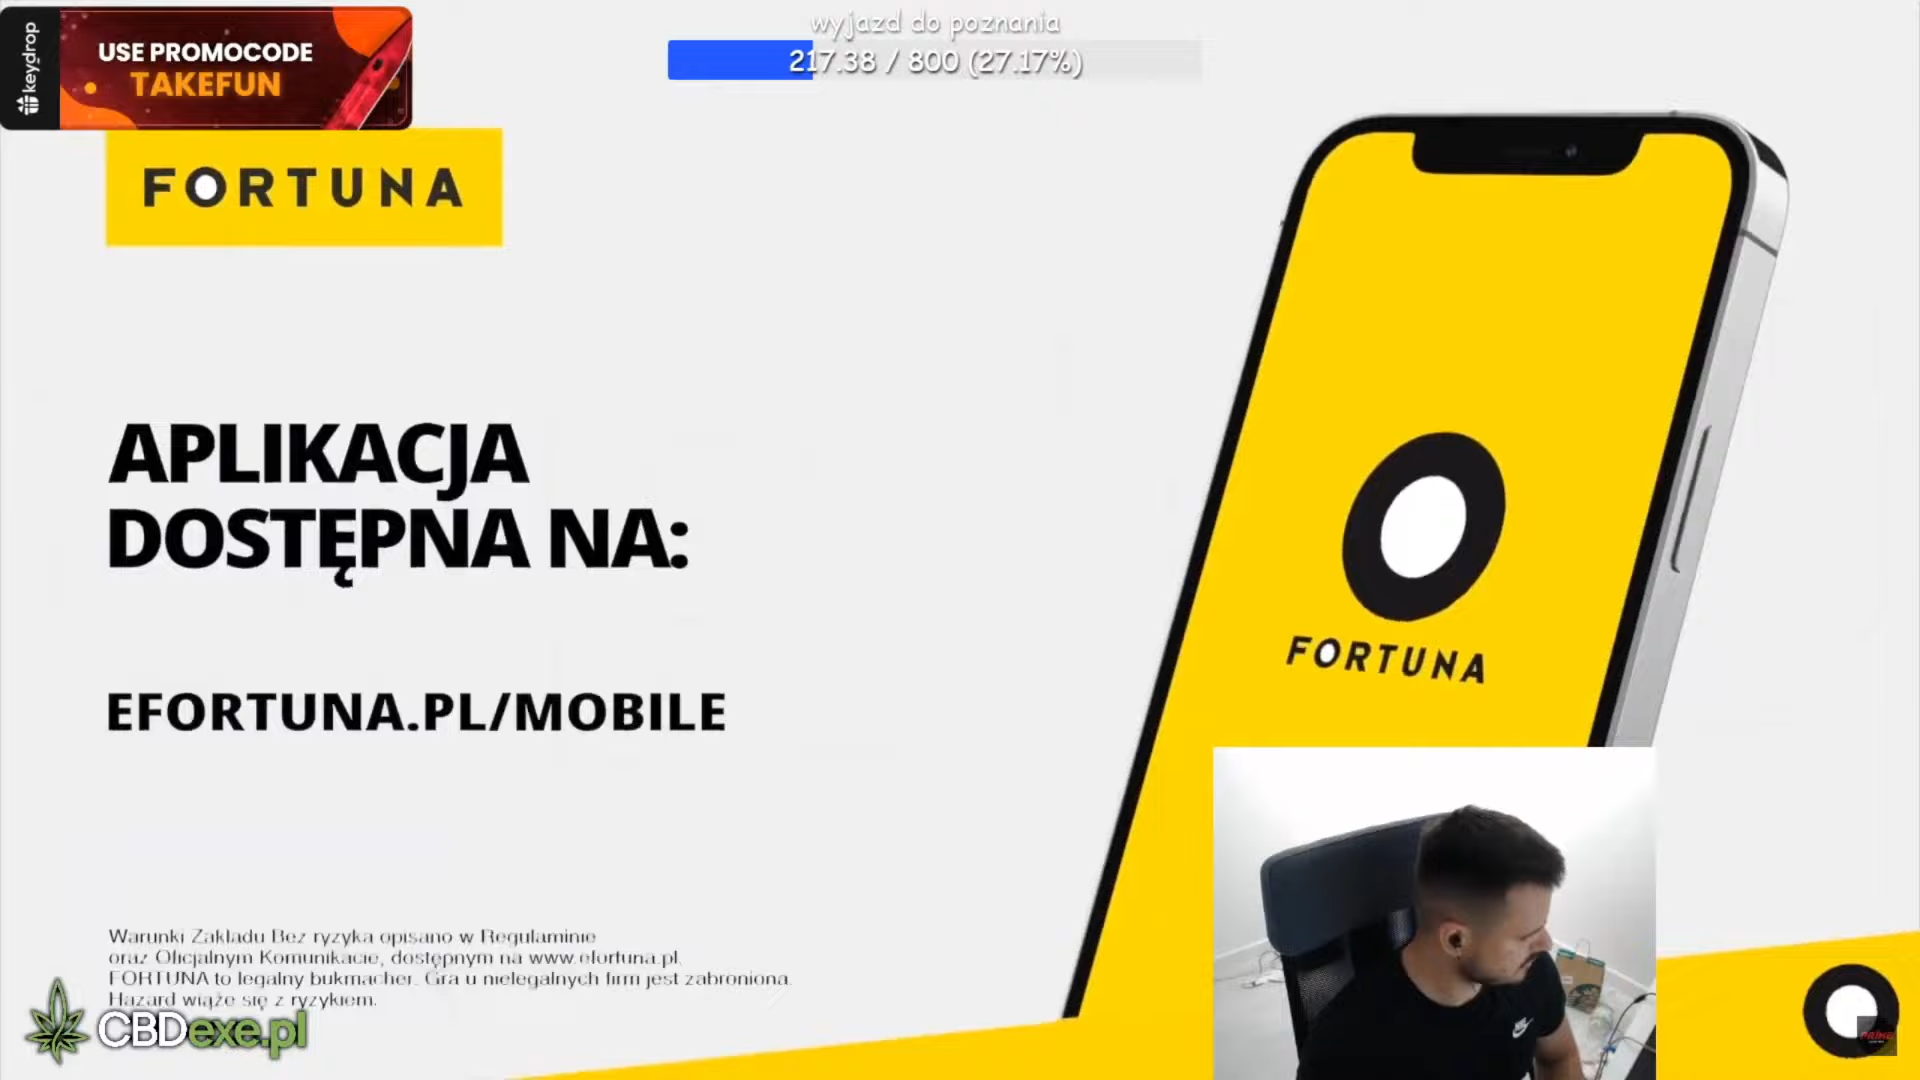 keydrop
USE PROMOCODE
TAKEFUN
wyjazd do poznania
217.38 / 800 (27.17%)
FORTUNA
APLIKACJA
DOSTĘPNA NA:
EFORTUNA.PL/MOBILE
FORTUNA
Warunki Zakładu Bez ryzyka opisano w Regulaminie
oraz Oficjalnym Komunikacie, dostępnym na www.efortuna.pl.
FORTUNA to legalny bukmacher. Gra u nielegalnych firm jest zabroniona.
Hazard wiąże się z ryzykiem.
CBDexe.pl
PRIME